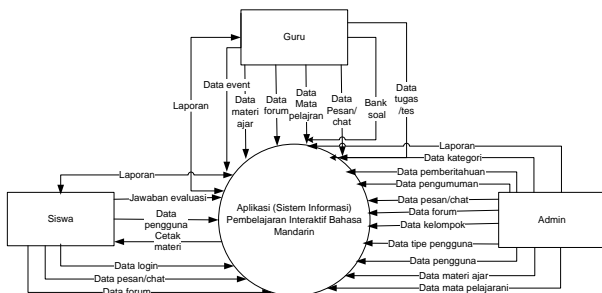 Guru
Data event
Data
materi
ajar
Data
forum
Data
Mata
pelajran
Data
Pesan/
chat
Bank
soal
Data
tugas
/tes
Laporan
Laporan
Jawaban evaluasi
Siswa
Data
pengguna
Cetak
materi
Data login
Data pesan/chat
Data forum
Aplikasi (Sistem Informasi)
Pembelajaran Interaktif Bahasa
Mandarin
Laporan
Data kategori
Data pemberitahuan
Data pengumuman
Data pesan/chat
Data forum
Data kelompok
Admin
Data tipe pengguna
Data pengguna
Data materi ajar
Data mata pelajarani